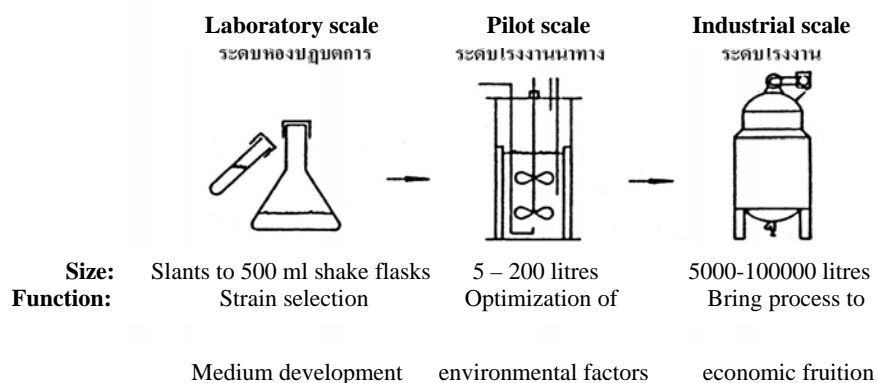 Laboratory scale Pilot scale Industrial scale
ระดบหองปฏบตการ ระดบโรงงานนาทาง ระดบโรงงาน
Size: Slants to 500 ml shake flasks 5 – 200 litres 5000-100000 litres
Function: Strain selection Optimization of Bring process to
Medium development environmental factors economic fruition